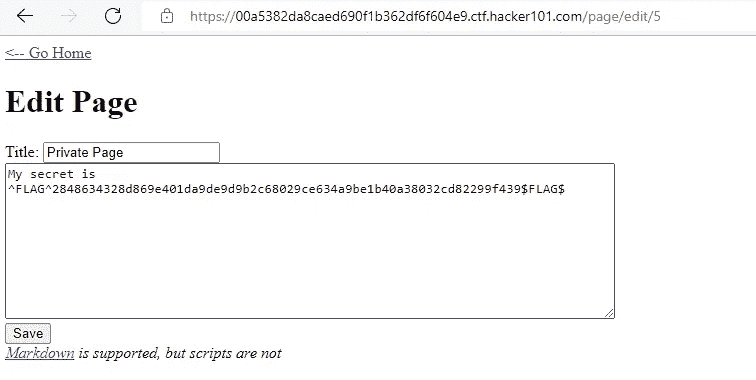 https://00a5382da8caed690f1b362df6f604e9.ctf.hacker101.com/page/edit/5
<-- Go Home
Edit Page
Title: Private Page
My secret is
^FLAG^2848634328d869e401da9de9d9b2c68029ce634a9be1b40a38032cd82299f439$FLAG$
Save
Markdown is supported, but scripts are not